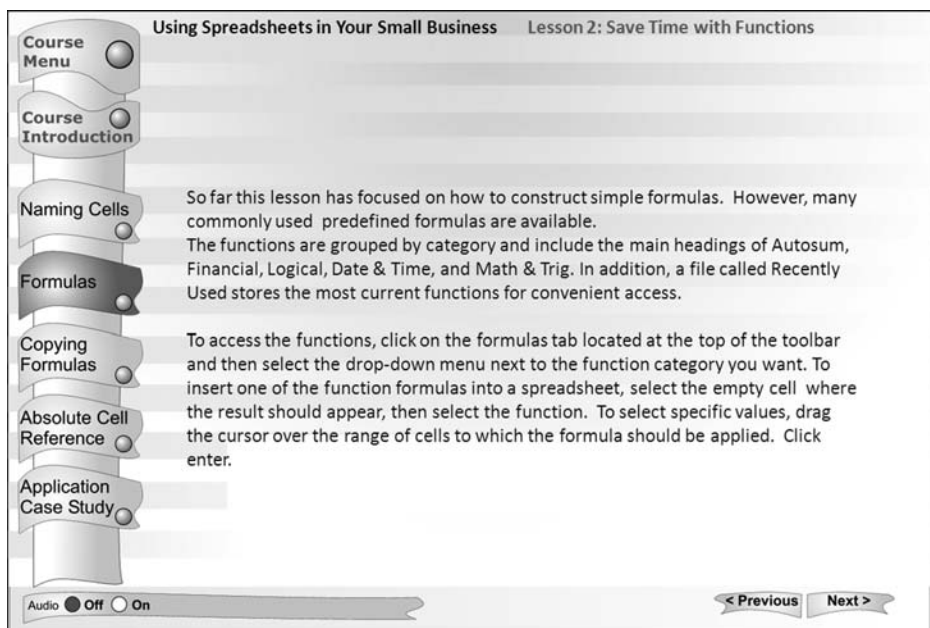 Using Spreadsheets in Your Small Business Lesson 2: Save Time with Functions
Course
Menu
Course
Introduction
Naming Cells
Formulas
Copying
Formulas
Absolute Cell
Reference
Application
Case Study
So far this lesson has focused on how to construct simple formulas. However, many
commonly used predefined formulas are available.
The functions are grouped by category and include the main headings of Autosum,
Financial, Logical, Date & Time, and Math & Trig. In addition, a file called Recently
Used stores the most current functions for convenient access.
To access the functions, click on the formulas tab located at the top of the toolbar
and then select the drop-down menu next to the function category you want. To
insert one of the function formulas into a spreadsheet, select the empty cell where
the result should appear, then select the function. To select specific values, drag
the cursor over the range of cells to which the formula should be applied. Click
enter.
Audio Off On
< Previous Next >